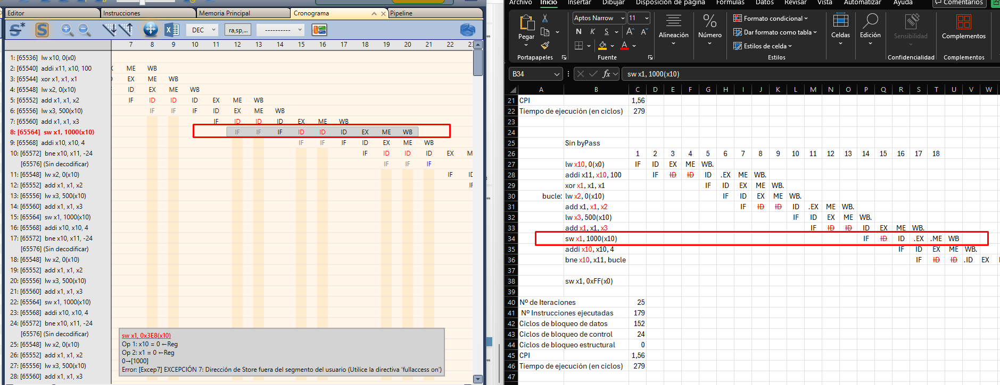 Editor Instrucciones Memoria Principal Cronograma Pipeline
S* S DEC ra,sp,... ----------
7 8 9 10 11 12 13 14 15 16 17 18 19 20 21 22
1: [65536] lw x10, 0(x0)
2: [65540] addi x11, x10, 100 ME WB
3: [65544] xor x1, x1, x1 EX ME WB
4: [65548] lw x2, 0(x10) ID EX ME WB
5: [65552] add x1, x1, x2 IF ID ID ID EX ME WB
6: [65556] lw x3, 500(x10) IF IF IF ID EX ME WB
7: [65560] add x1, x1, x3 IF ID ID ID EX ME WB
8: [65564] sw x1, 1000(x10) IF IF IF ID ID ID EX ME WB
9: [65568] addi x10, x10, 4 IF IF IF ID EX ME WB
10: [65572] bne x10, x11, -24 IF ID ID ID EX M
[65576] (Sin decodificar) IF IF IF
11: [65548] lw x2, 0(x10) IF
12: [65552] add x1, x1, x2
13: [65556] lw x3, 500(x10)
14: [65560] add x1, x1, x3
15: [65564] sw x1, 1000(x10)
16: [65568] addi x10, x10, 4
17: [65572] bne x10, x11, -24
[65576] (Sin decodificar)
18: [65548] lw x2, 0(x10)
19: [65552] add x1, x1, x2
20: [65556] lw x3, 500(x10)
21: [65560] add x1, x1, x3
22: [65564] sw x1, 1000(x10)
23: [65568] addi x10, x10, 4
24: [65572] bne x10, x11, -24
[65576] (Sin decodificar)
25: [65548] lw x2, 0(x10)
26: [65552] add x1, x1, x2
27: [65556] lw x3, 500(x10)
28: [65560] add x1, x1, x3
sw x1, 0x3E8(x10)
Op 1: x10 = 0 ←Reg
Op 2: x1 = 0 ←Reg
0→[1000]
Error: [Excep7] EXCEPCIÓN 7: Dirección de Store fuera del segmento del usuario (Utilice la directiva 'fullaccess on')
Archivo Inicio Insertar Dibujar Disposición de página Fórmulas Datos Revisar Vista Automatizar Ayuda Comentarios
Pegar
Portapapeles
Aptos Narrow 11
N K S
Fuente
Alineación
Número
Formato condicional
Dar formato como tabla
Estilos de celda
Estilos
Celdas
Edición
Sensibilidad
Confidencialidad
Complementos
Complementos
B34 fx sw x1, 1000(x10)
A B C D E F G H I J K L M N O P Q R S T U V W
21 CPI 1,56
22 Tiempo de ejecución (en ciclos) 279
23
24
25 Sin byPass
26 1 2 3 4 5 6 7 8 9 10 11 12 13 14 15 16 17 18
27 lw x10, 0(x0) IF ID EX ME WB.
28 addi x11, x10, 100 IF ID ID ID .EX ME WB.
29 xor x1, x1, x1 IF ID EX ME WB.
30 bucle: lw x2, 0(x10) IF ID EX ME WB.
31 add x1, x1, x2 IF ID ID ID .EX ME WB.
32 lw x3, 500(x10) IF ID EX ME WB.
33 add x1, x1, x3 IF ID ID ID EX ME WB.
34 sw x1, 1000(x10) IF ID ID .EX .ME WB
35 addi x10, x10, 4 IF ID EX ME WB.
36 bne x10, x11, bucle IF ID ID .ID EX
37
38 sw x1, 0xFF(x0)
39
40 Nº de Iteraciones 25
41 Nº Instrucciones ejecutadas 179
42 Ciclos de bloqueo de datos 152
43 Ciclos de bloqueo de control 24
44 Ciclos de bloqueo estructural 0
45 CPI 1,56
46 Tiempo de ejecución (en ciclos) 279
47